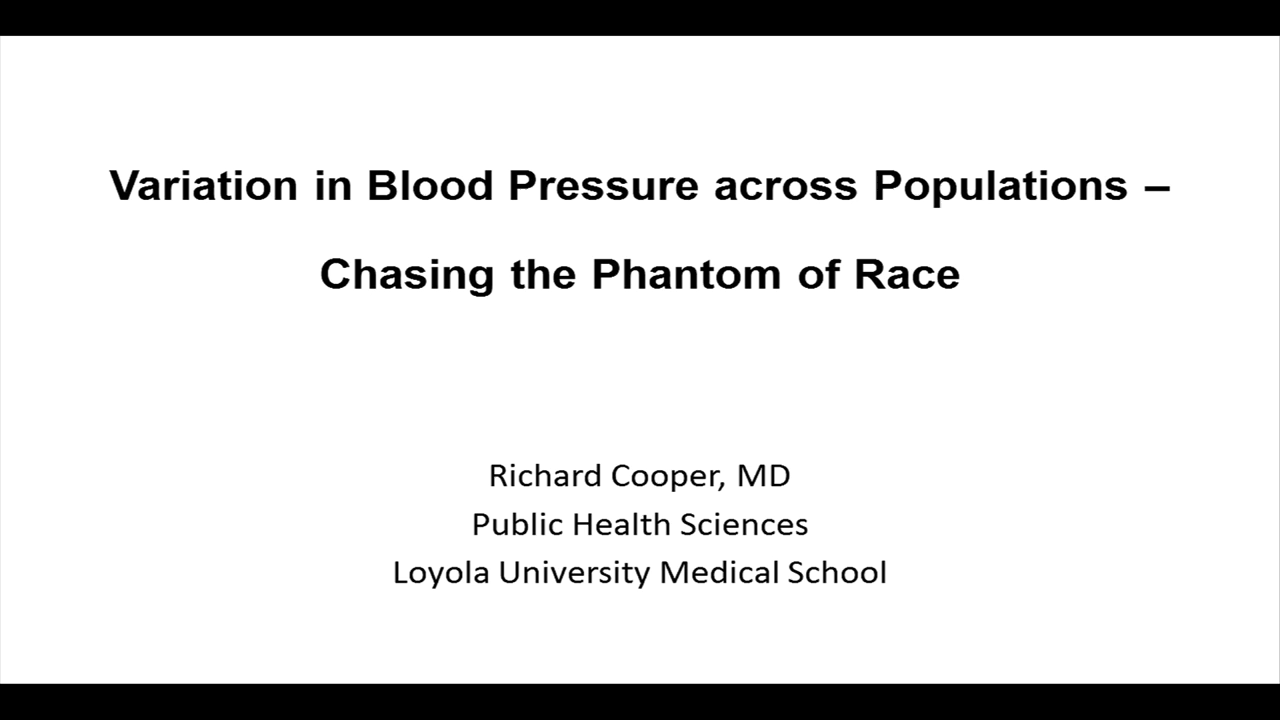 Variation in Blood Pressure across Populations –
Chasing the Phantom of Race
Richard Cooper, MD
Public Health Sciences
Loyola University Medical School